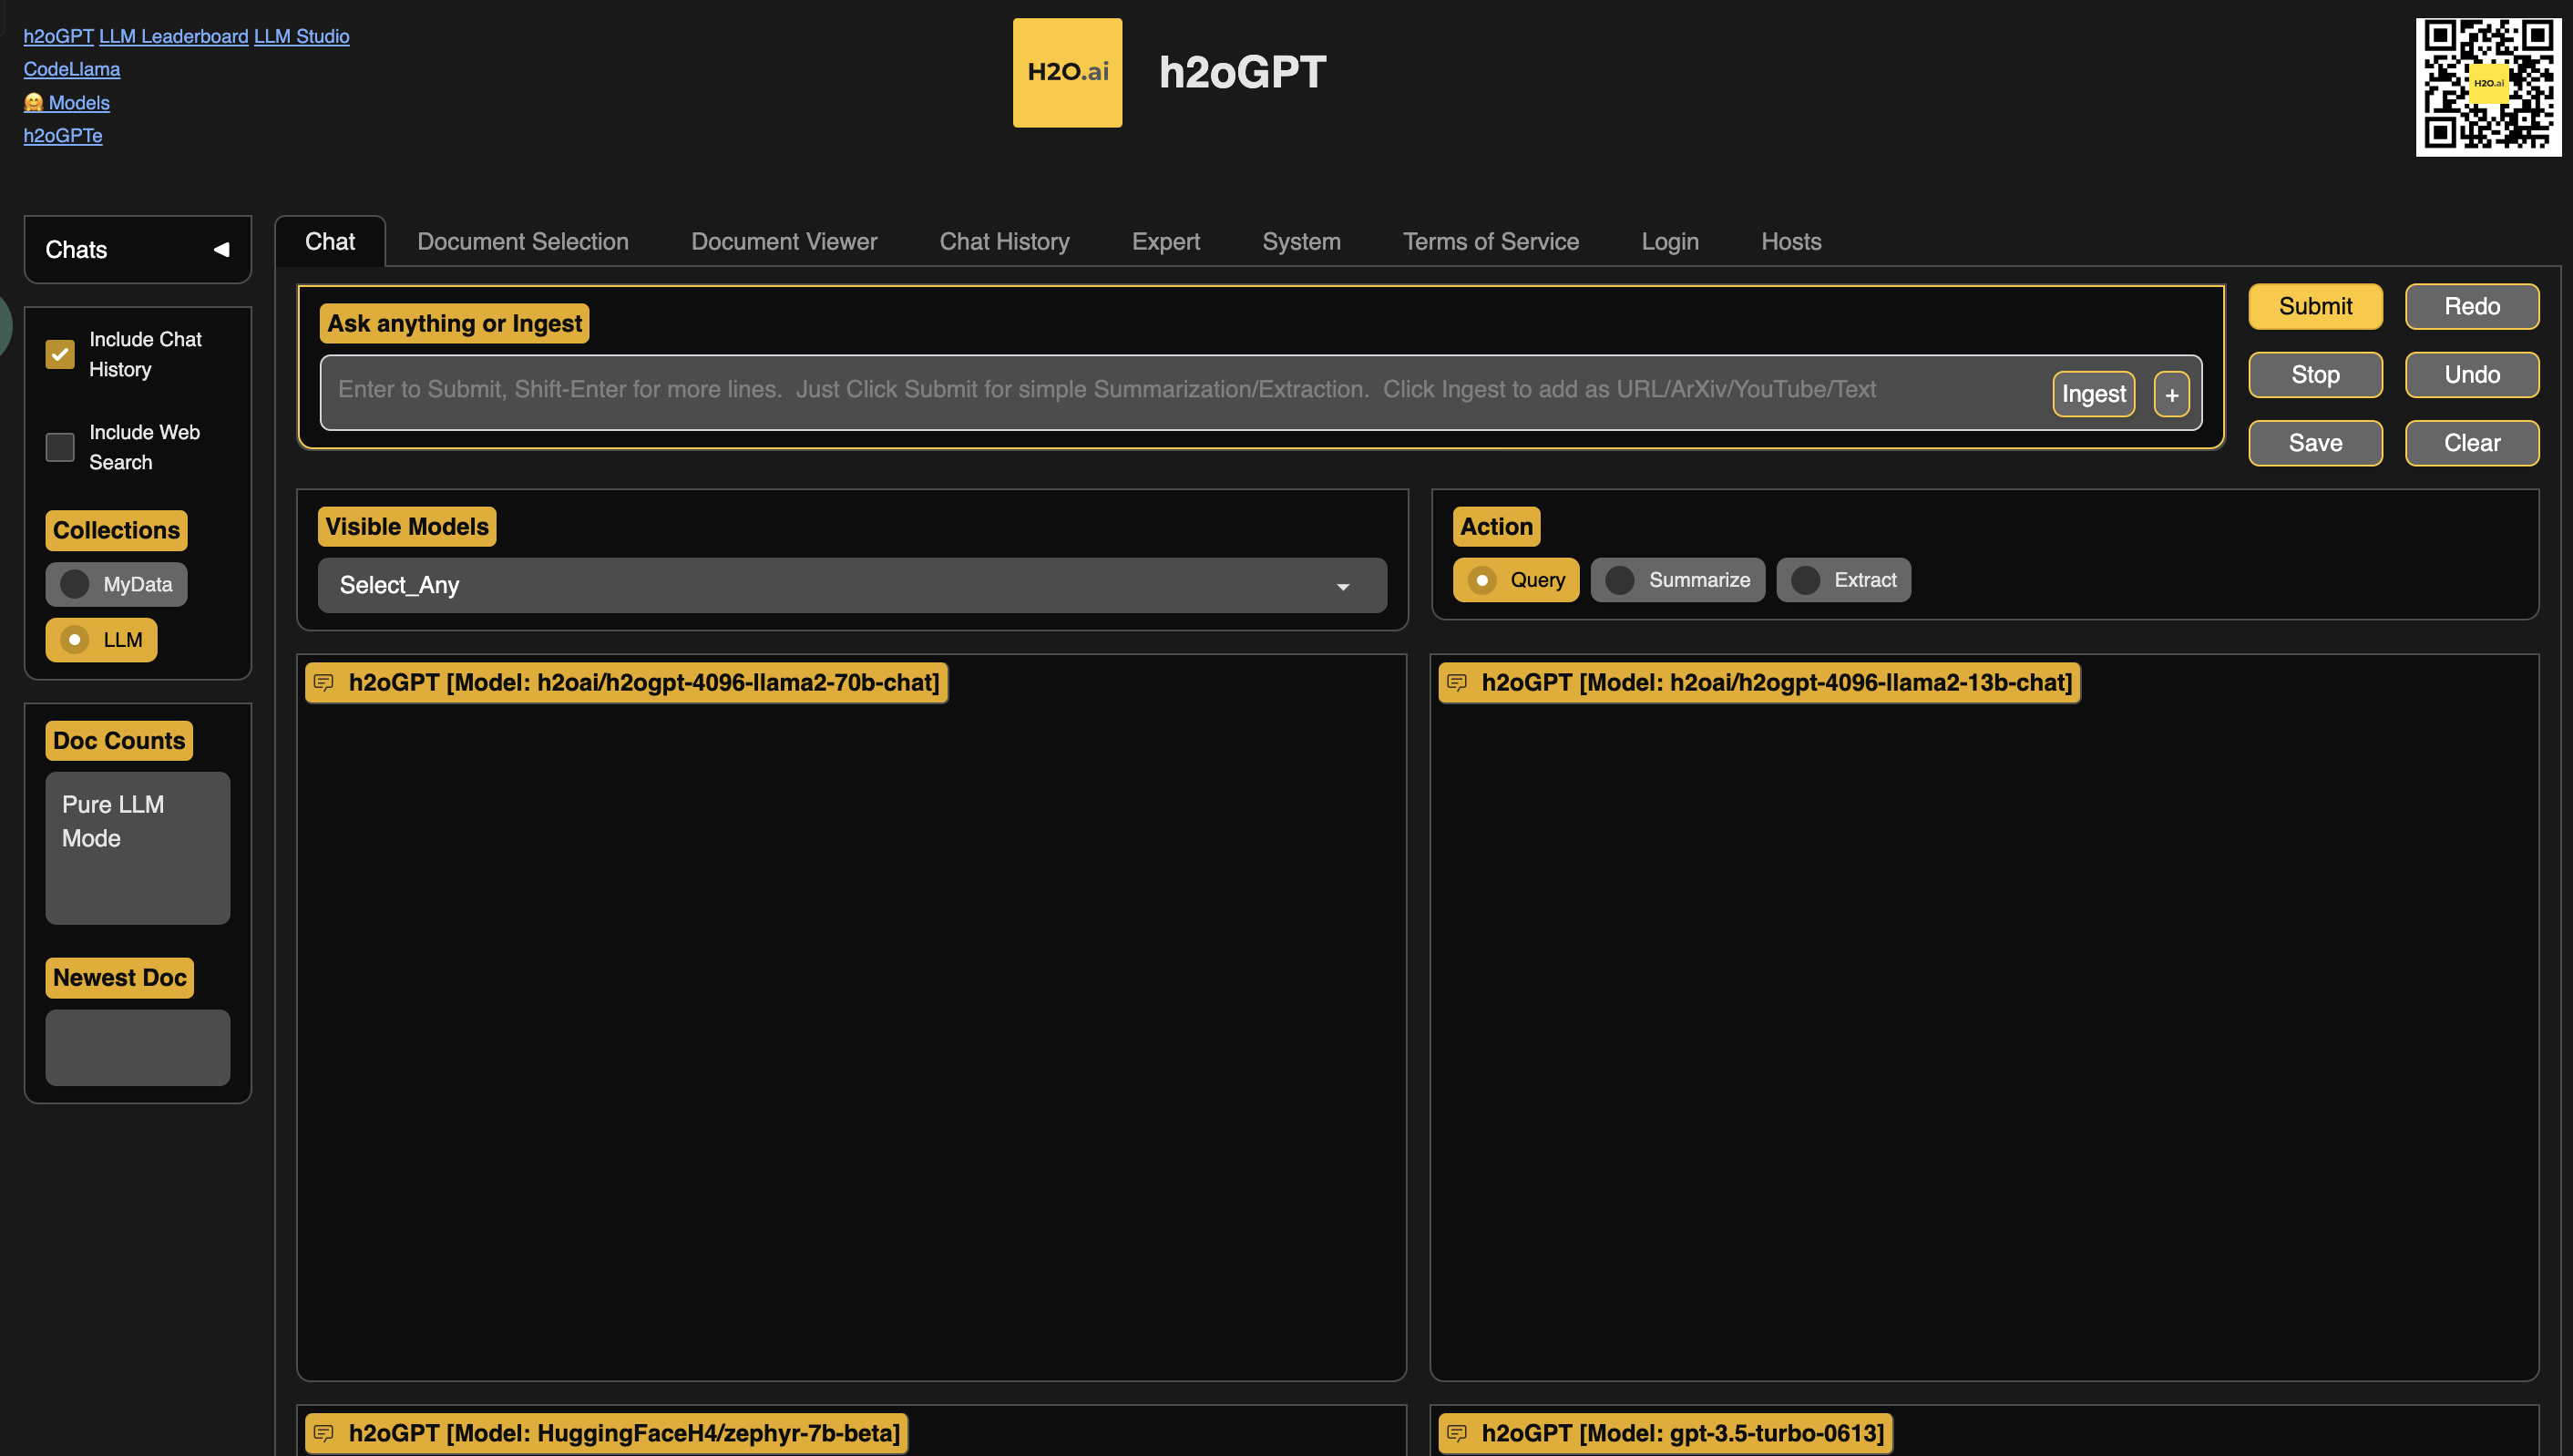 h2oGPT LLM Leaderboard LLM Studio
CodeLlama
🤗 Models
h2oGPTe
H2O.ai
h2oGPT
H2O.ai
Chats
Include Chat
History
Include Web
Search
Collections
MyData
LLM
Doc Counts
Pure LLM
Mode
Newest Doc
Chat Document Selection Document Viewer Chat History Expert System Terms of Service Login Hosts
Ask anything or Ingest
Enter to Submit, Shift-Enter for more lines.  Just Click Submit for simple Summarization/Extraction.  Click Ingest to add as URL/ArXiv/YouTube/Text
Ingest +
Submit Redo
Stop Undo
Save Clear
Visible Models
Select_Any
Action
Query Summarize Extract
h2oGPT [Model: h2oai/h2ogpt-4096-llama2-70b-chat]
h2oGPT [Model: h2oai/h2ogpt-4096-llama2-13b-chat]
h2oGPT [Model: HuggingFaceH4/zephyr-7b-beta]
h2oGPT [Model: gpt-3.5-turbo-0613]